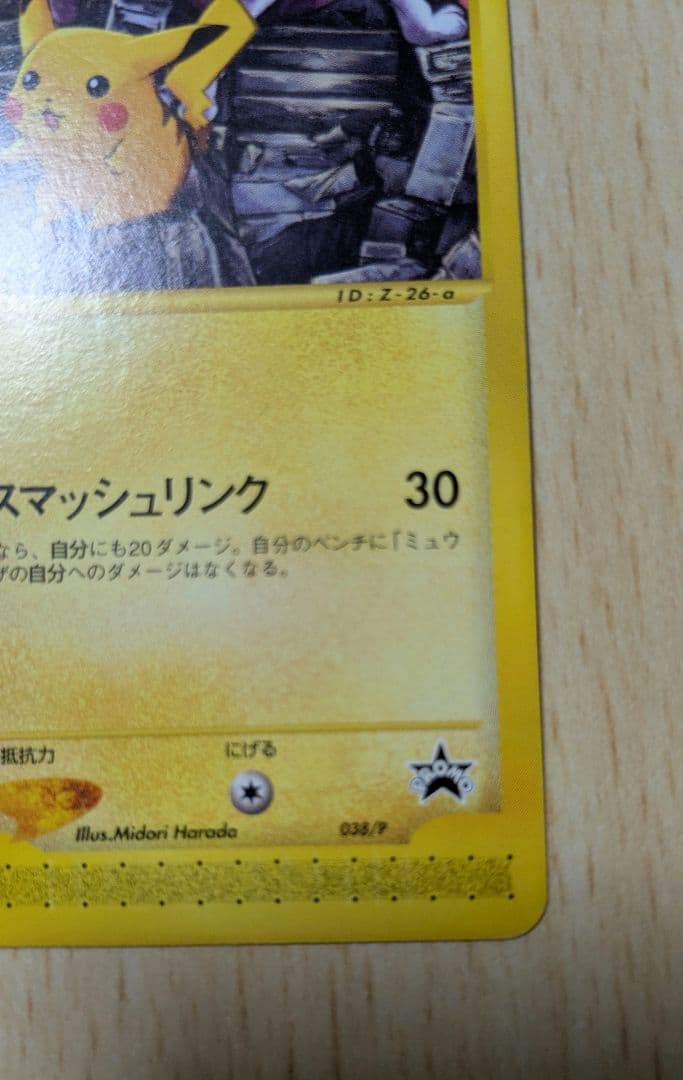 ID:Z-26-a
スマッシュリンク 30
なら、自分にも20ダメージ。自分のベンチに「ミュウ
の自分へのダメージはなくなる。
抵抗力 にげる
PROMO
Illus.Midori Harada 038/P